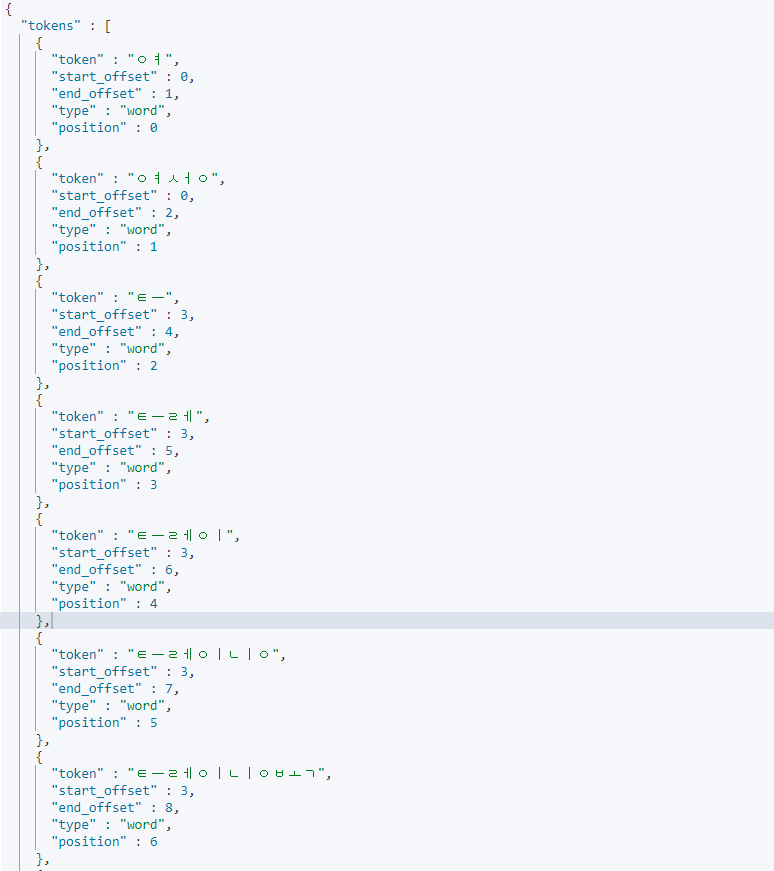 {
  "tokens" : [
    {
      "token" : "ㅇㅕ",
      "start_offset" : 0,
      "end_offset" : 1,
      "type" : "word",
      "position" : 0
    },
    {
      "token" : "ㅇㅕㅅㅓㅇ",
      "start_offset" : 0,
      "end_offset" : 2,
      "type" : "word",
      "position" : 1
    },
    {
      "token" : "ㅌㅡ",
      "start_offset" : 3,
      "end_offset" : 4,
      "type" : "word",
      "position" : 2
    },
    {
      "token" : "ㅌㅡㄹㅔ",
      "start_offset" : 3,
      "end_offset" : 5,
      "type" : "word",
      "position" : 3
    },
    {
      "token" : "ㅌㅡㄹㅔㅇㅣ",
      "start_offset" : 3,
      "end_offset" : 6,
      "type" : "word",
      "position" : 4
    },
    {
      "token" : "ㅌㅡㄹㅔㅇㅣㄴㅣㅇ",
      "start_offset" : 3,
      "end_offset" : 7,
      "type" : "word",
      "position" : 5
    },
    {
      "token" : "ㅌㅡㄹㅔㅇㅣㄴㅣㅇㅂㅗㄱ",
      "start_offset" : 3,
      "end_offset" : 8,
      "type" : "word",
      "position" : 6
    },